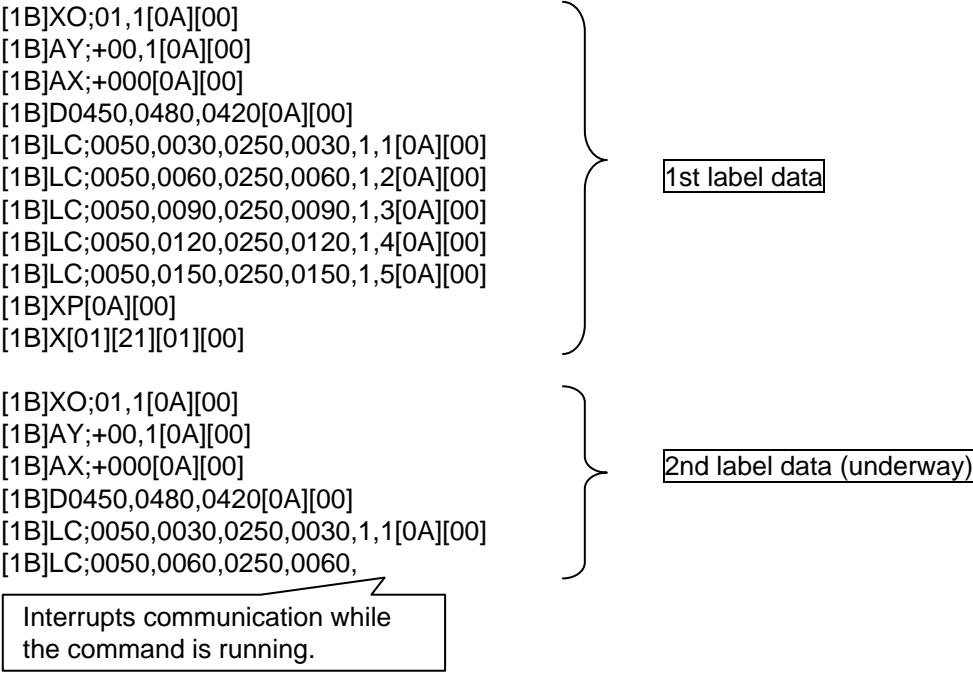 [1B]XO;01,1[0A][00]
[1B]AY;+00,1[0A][00]
[1B]AX;+000[0A][00]
[1B]D0450,0480,0420[0A][00]
[1B]LC;0050,0030,0250,0030,1,1[0A][00]
[1B]LC;0050,0060,0250,0060,1,2[0A][00]
[1B]LC;0050,0090,0250,0090,1,3[0A][00]
[1B]LC;0050,0120,0250,0120,1,4[0A][00]
[1B]LC;0050,0150,0250,0150,1,5[0A][00]
[1B]XP[0A][00]
[1B]X[01][21][01][00]
1st label data
[1B]XO;01,1[0A][00]
[1B]AY;+00,1[0A][00]
[1B]AX;+000[0A][00]
[1B]D0450,0480,0420[0A][00]
[1B]LC;0050,0030,0250,0030,1,1[0A][00]
[1B]LC;0050,0060,0250,0060,
2nd label data (underway)
Interrupts communication while
the command is running.